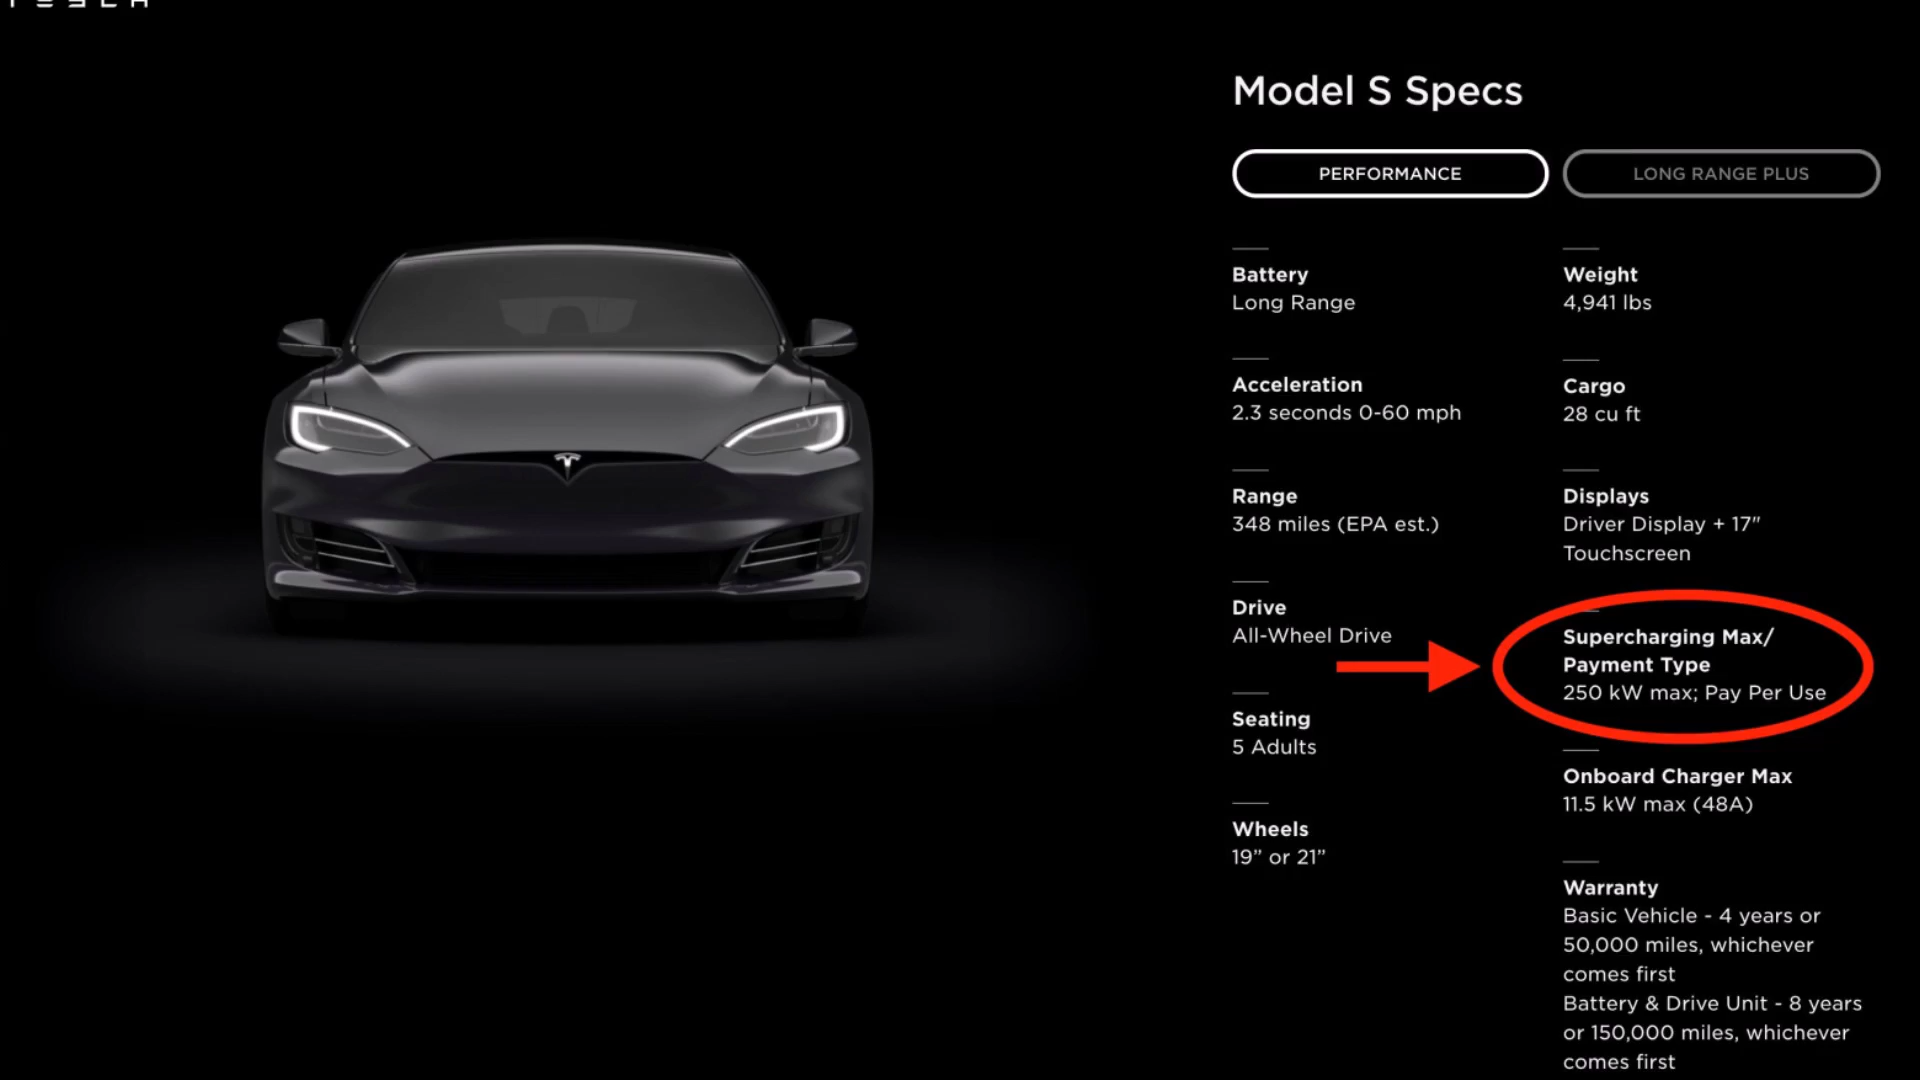 TESLA
Model S Specs
PERFORMANCE
LONG RANGE PLUS
Battery
Long Range
Acceleration
2.3 seconds 0-60 mph
Range
348 miles (EPA est.)
Drive
All-Wheel Drive
Seating
5 Adults
Wheels
19” or 21”
Weight
4,941 lbs
Cargo
28 cu ft
Displays
Driver Display + 17"
Touchscreen
Supercharging Max/
Payment Type
250 kW max; Pay Per Use
Onboard Charger Max
11.5 kW max (48A)
Warranty
Basic Vehicle - 4 years or
50,000 miles, whichever
comes first
Battery & Drive Unit - 8 years
or 150,000 miles, whichever
comes first